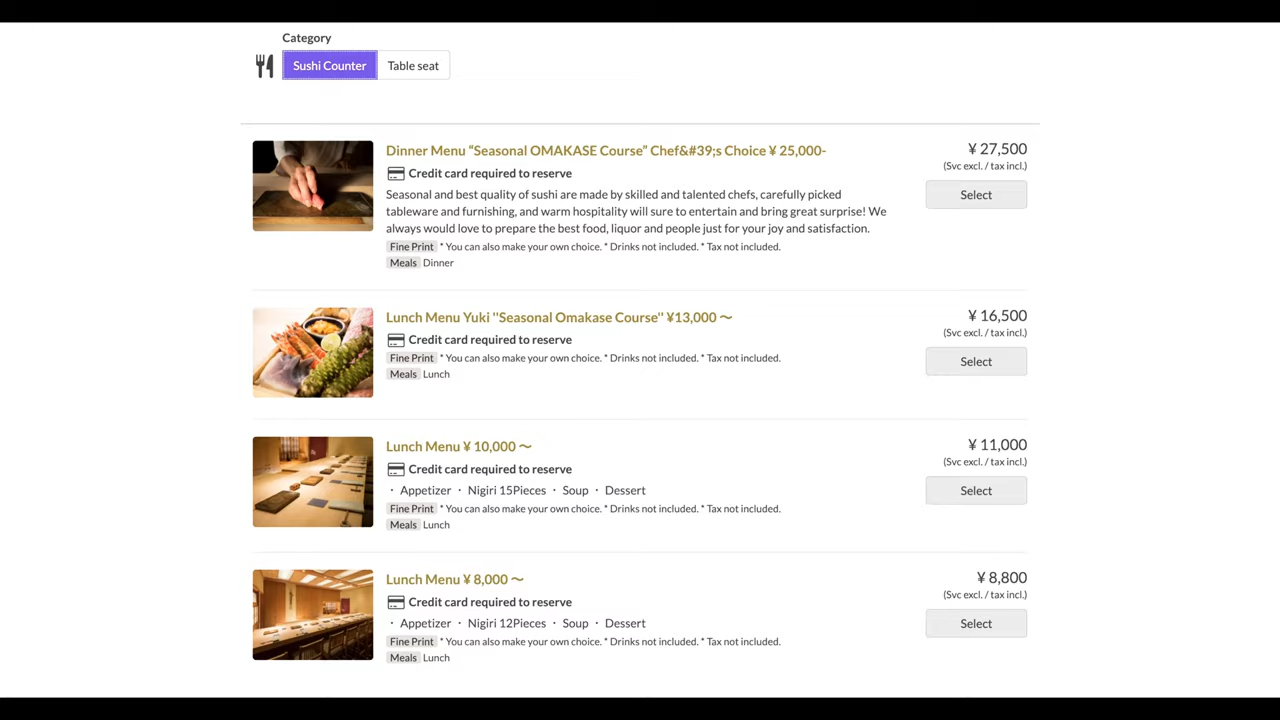 Category
Sushi Counter
Table seat
Dinner Menu “Seasonal OMAKASE Course” Chef&#39;s Choice ¥ 25,000-
¥ 27,500
(Svc excl. / tax incl.)
Select
Credit card required to reserve
Seasonal and best quality of sushi are made by skilled and talented chefs, carefully picked
tableware and furnishing, and warm hospitality will sure to entertain and bring great surprise! We
always would love to prepare the best food, liquor and people just for your joy and satisfaction.
Fine Print * You can also make your own choice. * Drinks not included. * Tax not included.
Meals Dinner
Lunch Menu Yuki ''Seasonal Omakase Course'' ¥13,000 〜
¥ 16,500
(Svc excl. / tax incl.)
Select
Credit card required to reserve
Fine Print * You can also make your own choice. * Drinks not included. * Tax not included.
Meals Lunch
Lunch Menu ¥ 10,000 〜
¥ 11,000
(Svc excl. / tax incl.)
Select
Credit card required to reserve
・ Appetizer ・ Nigiri 15Pieces ・ Soup ・ Dessert
Fine Print * You can also make your own choice. * Drinks not included. * Tax not included.
Meals Lunch
Lunch Menu ¥ 8,000 〜
¥ 8,800
(Svc excl. / tax incl.)
Select
Credit card required to reserve
・ Appetizer ・ Nigiri 12Pieces ・ Soup ・ Dessert
Fine Print * You can also make your own choice. * Drinks not included. * Tax not included.
Meals Lunch